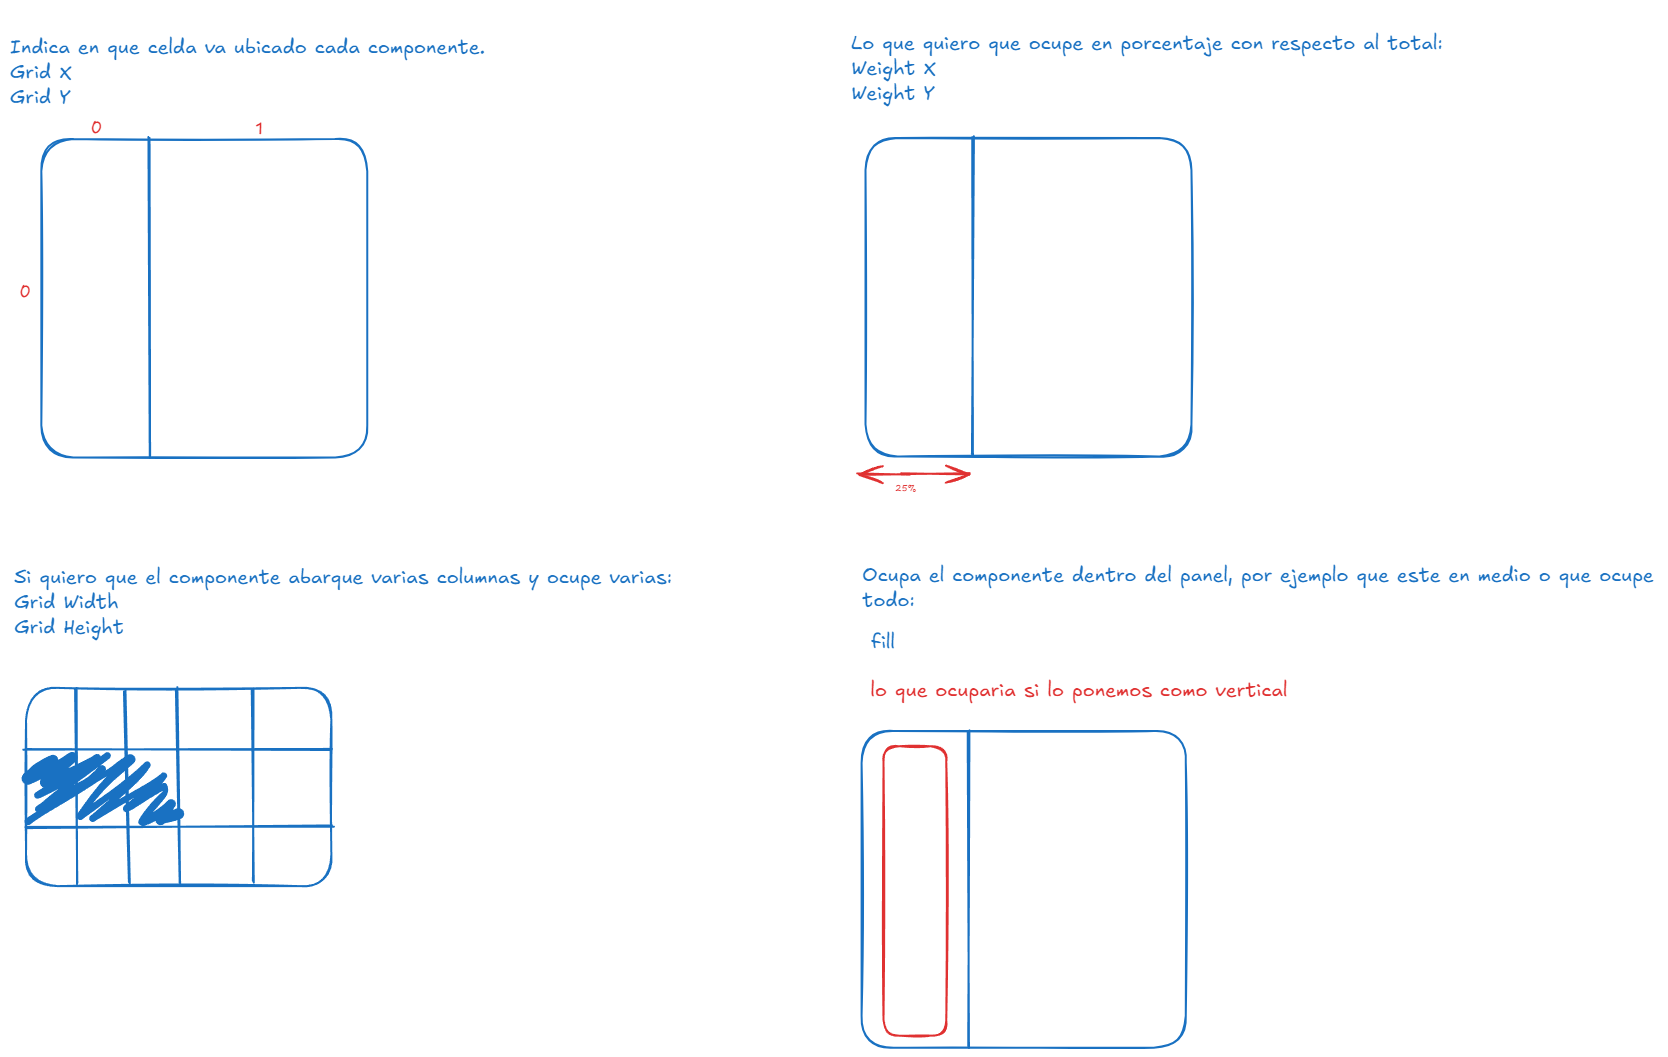 Indica en que celda va ubicado cada componente.
Grid X
Grid Y
0 1
0
Lo que quiero que ocupe en porcentaje con respecto al total:
Weight X
Weight Y
25%
Si quiero que el componente abarque varias columnas y ocupe varias:
Grid Width
Grid Height
Ocupa el componente dentro del panel, por ejemplo que este en medio o que ocupe
todo:
fill
lo que ocuparia si lo ponemos como vertical